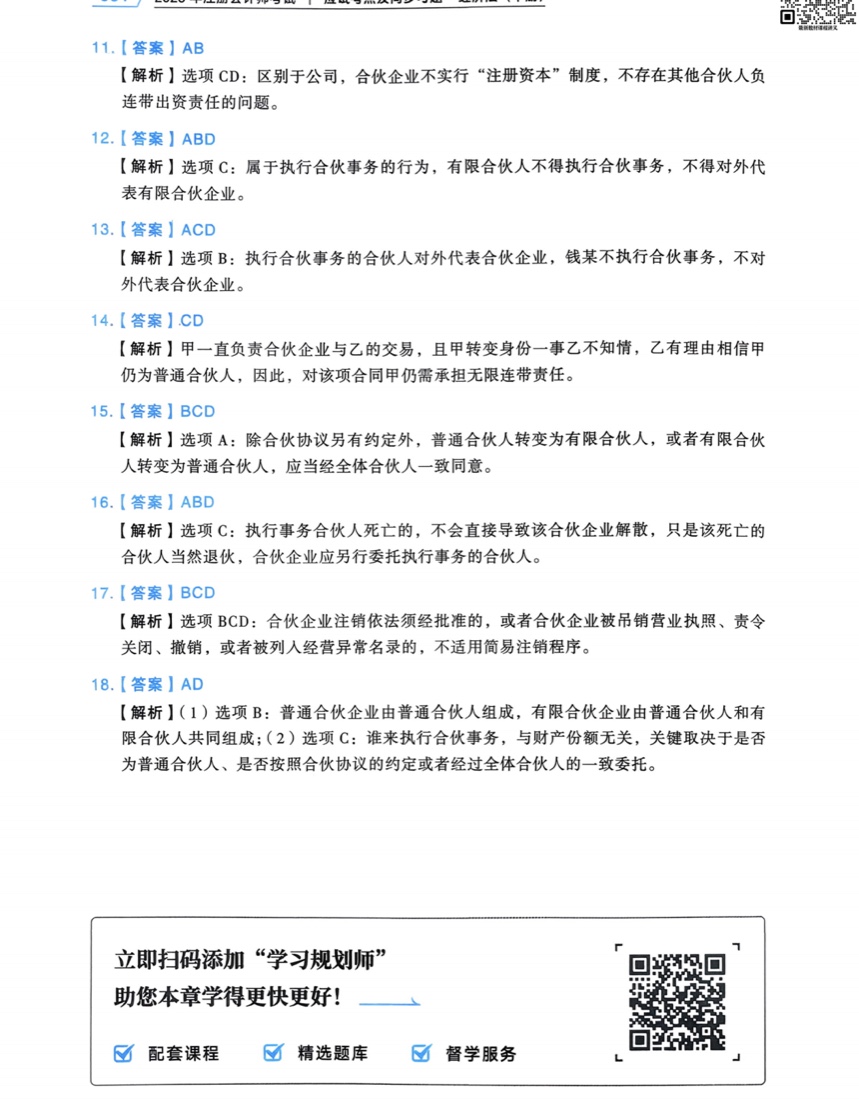 11.【答案】AB
【解析】选项 CD：区别于公司，合伙企业不实行“注册资本”制度，不存在其他合伙人负
连带出资责任的问题。
12.【答案】ABD
【解析】选项 C：属于执行合伙事务的行为，有限合伙人不得执行合伙事务，不得对外代
表有限合伙企业。
13.【答案】ACD
【解析】选项 B：执行合伙事务的合伙人对外代表合伙企业，钱某不执行合伙事务，不对
外代表合伙企业。
14.【答案】CD
【解析】甲一直负责合伙企业与乙的交易，且甲转变身份一事乙不知情，乙有理由相信甲
仍为普通合伙人，因此，对该项合同甲仍需承担无限连带责任。
15.【答案】BCD
【解析】选项 A：除合伙协议另有约定外，普通合伙人转变为有限合伙人，或者有限合伙
人转变为普通合伙人，应当经全体合伙人一致同意。
16.【答案】ABD
【解析】选项 C：执行事务合伙人死亡的，不会直接导致该合伙企业解散，只是该死亡的
合伙人当然退伙，合伙企业应另行委托执行事务的合伙人。
17.【答案】BCD
【解析】选项 BCD：合伙企业注销依法须经批准的，或者合伙企业被吊销营业执照、责令
关闭、撤销，或者被列入经营异常名录的，不适用简易注销程序。
18.【答案】AD
【解析】（1）选项 B：普通合伙企业由普通合伙人组成，有限合伙企业由普通合伙人和有
限合伙人共同组成；（2）选项 C：谁来执行合伙事务，与财产份额无关，关键取决于是否
为普通合伙人、是否按照合伙协议的约定或者经过全体合伙人的一致委托。
立即扫码添加“学习规划师”
助您本章学得更快更好！
配套课程 精选题库 督学服务